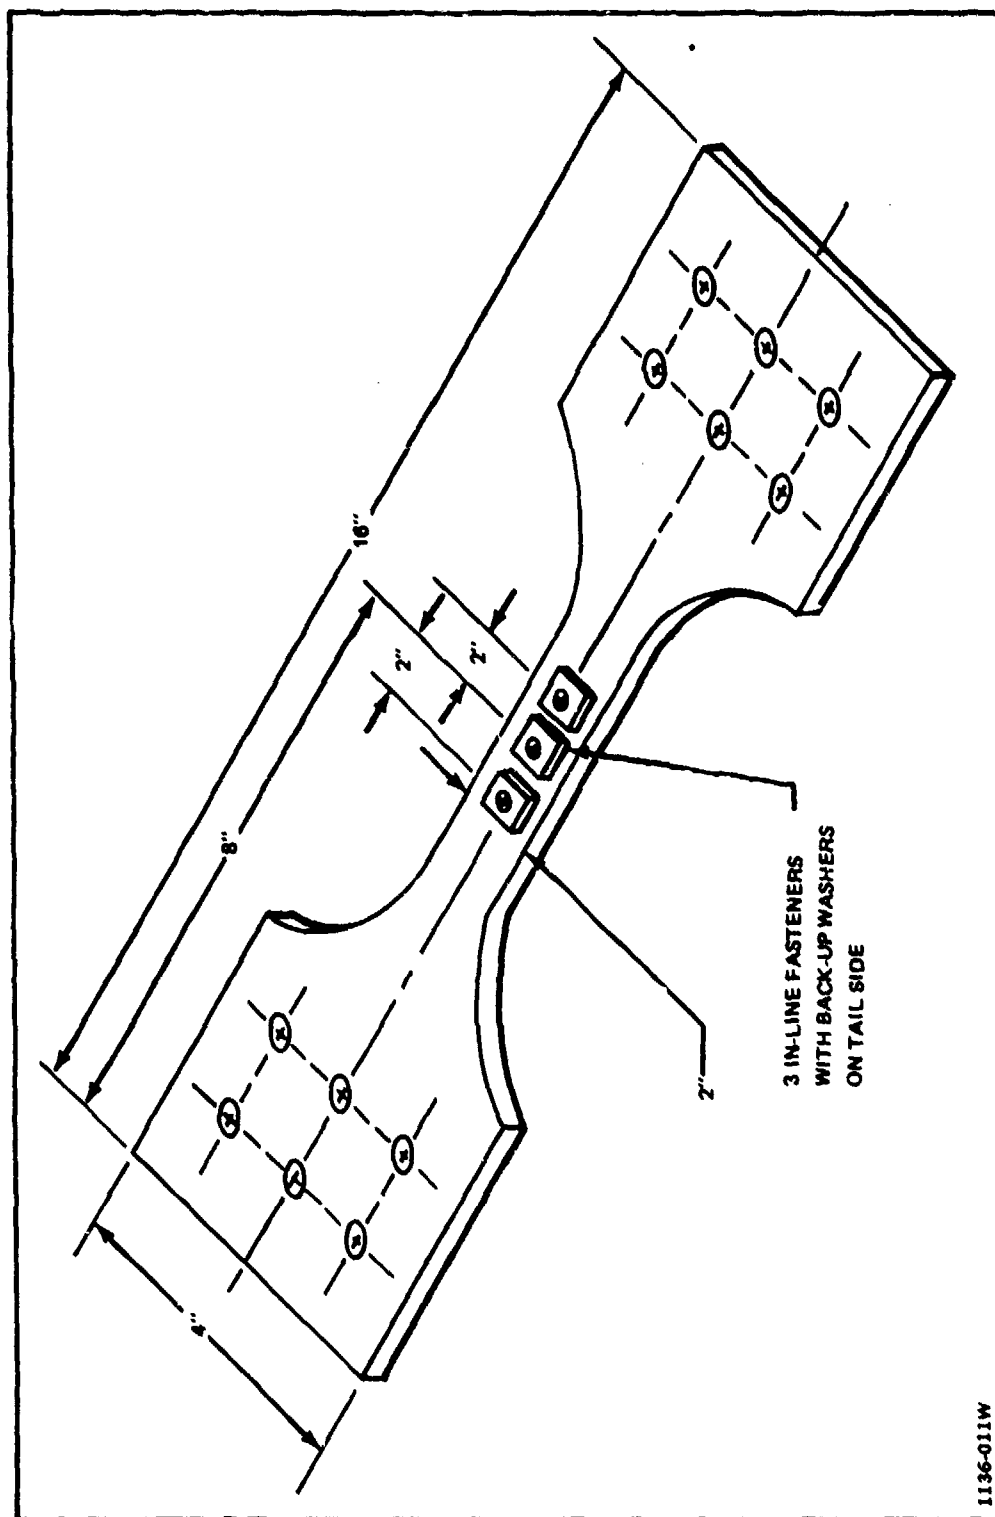 16"
8"
2"
2"
4"
2"
3 IN-LINE FASTENERS
WITH BACK-UP WASHERS
ON TAIL SIDE
1136-011W